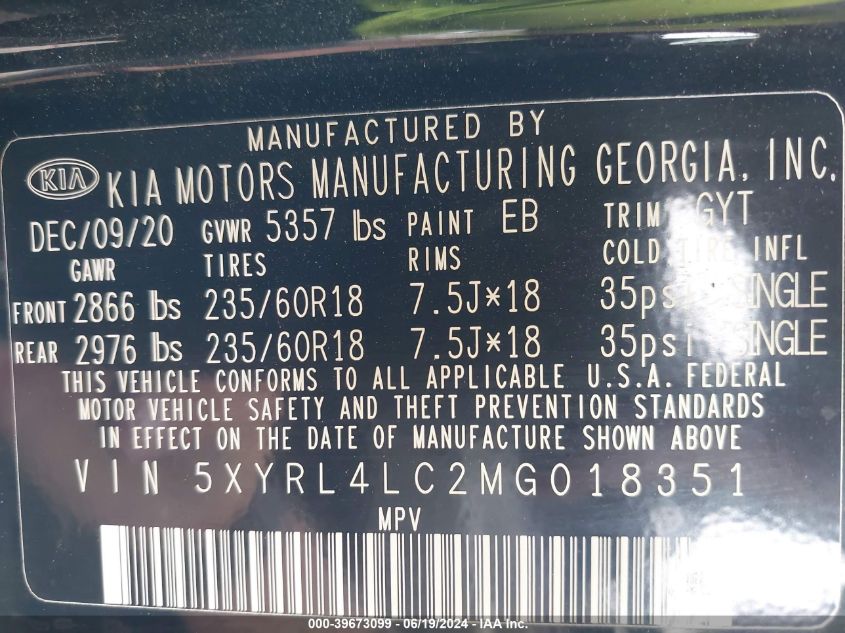 MANUFACTURED BY
KIA KIA MOTORS MANUFACTURING GEORGIA, INC.
DEC/09/20 GVWR 5357 lbs PAINT EB TRIM GYT
GAWR TIRES RIMS COLD TIRE INFL
FRONT 2866 lbs 235/60R18 7.5J*18 35psi SINGLE
REAR 2976 lbs 235/60R18 7.5J*18 35psi SINGLE
THIS VEHICLE CONFORMS TO ALL APPLICABLE U.S.A. FEDERAL
MOTOR VEHICLE SAFETY AND THEFT PREVENTION STANDARDS
IN EFFECT ON THE DATE OF MANUFACTURE SHOWN ABOVE
VIN 5XYRL4LC2MG018351
MPV
000-39673099 - 06/19/2024 - IAA Inc.